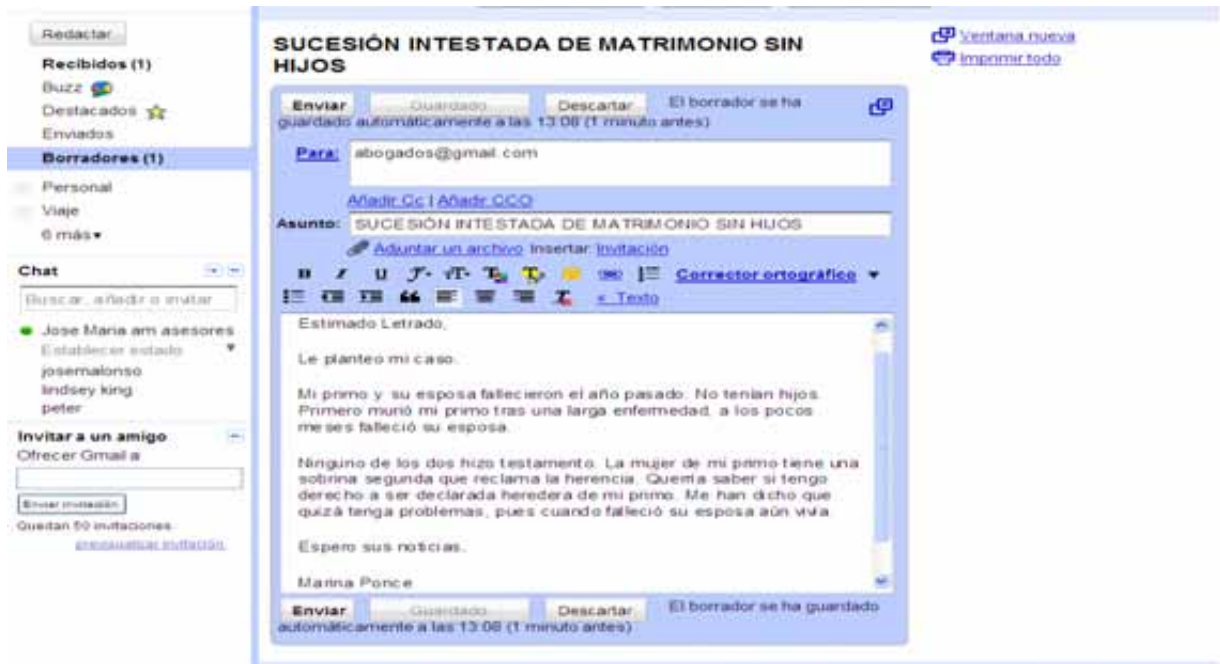 Redactar
Recibidos (1)
Buzz
Destacados
Enviados
Borradores (1)
Personal
Viaje
6 más
Chat
Buscar, añadir o invitar
Jose Maria am asesores
Establecer estado
josemalonso
lindsey king
peter
Invitar a un amigo
Ofrecer Gmail a
Enviar invitación
Quedan 50 invitaciones
previsualizar invitación
SUCESIÓN INTESTADA DE MATRIMONIO SIN
HIJOS
Enviar Guardado Descartar El borrador se ha
guardado automáticamente a las 13:08 (1 minuto antes)
Para: abogados@gmail.com
Añadir Cc | Añadir CCO
Asunto: SUCESIÓN INTESTADA DE MATRIMONIO SIN HIJOS
Adjuntar un archivo Insertar: Invitación
Corrector ortográfico
« Texto
Estimado Letrado,
Le planteo mi caso.
Mi primo y su esposa fallecieron el año pasado. No tenían hijos.
Primero murió mi primo tras una larga enfermedad, a los pocos
meses falleció su esposa.
Ninguno de los dos hizo testamento. La mujer de mi primo tiene una
sobrina segunda que reclama la herencia. Querría saber si tengo
derecho a ser declarada heredera de mi primo. Me han dicho que
quizá tenga problemas, pues cuando falleció su esposa aún vivía
Espero sus noticias.
Marina Ponce
Enviar Guardado Descartar El borrador se ha guardado
automáticamente a las 13:08 (1 minuto antes)
Ventana nueva
Imprimir todo